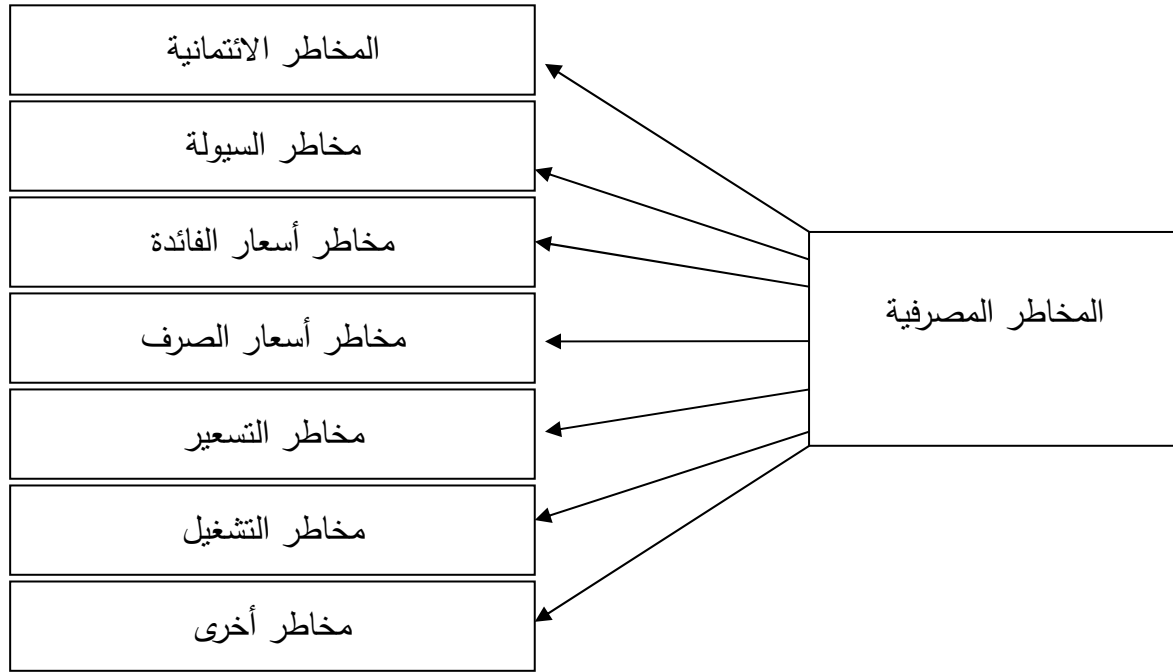 المخاطر المصرفية
المخاطر الائتمانية
مخاطر السيولة
مخاطر أسعار الفائدة
مخاطر أسعار الصرف
مخاطر التسعير
مخاطر التشغيل
مخاطر أخرى